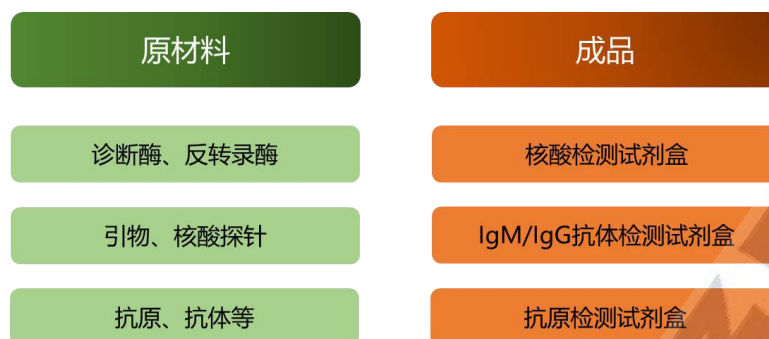 原材料
成品
诊断酶、反转录酶
核酸检测试剂盒
引物、核酸探针
IgM/IgG抗体检测试剂盒
抗原、抗体等
抗原检测试剂盒